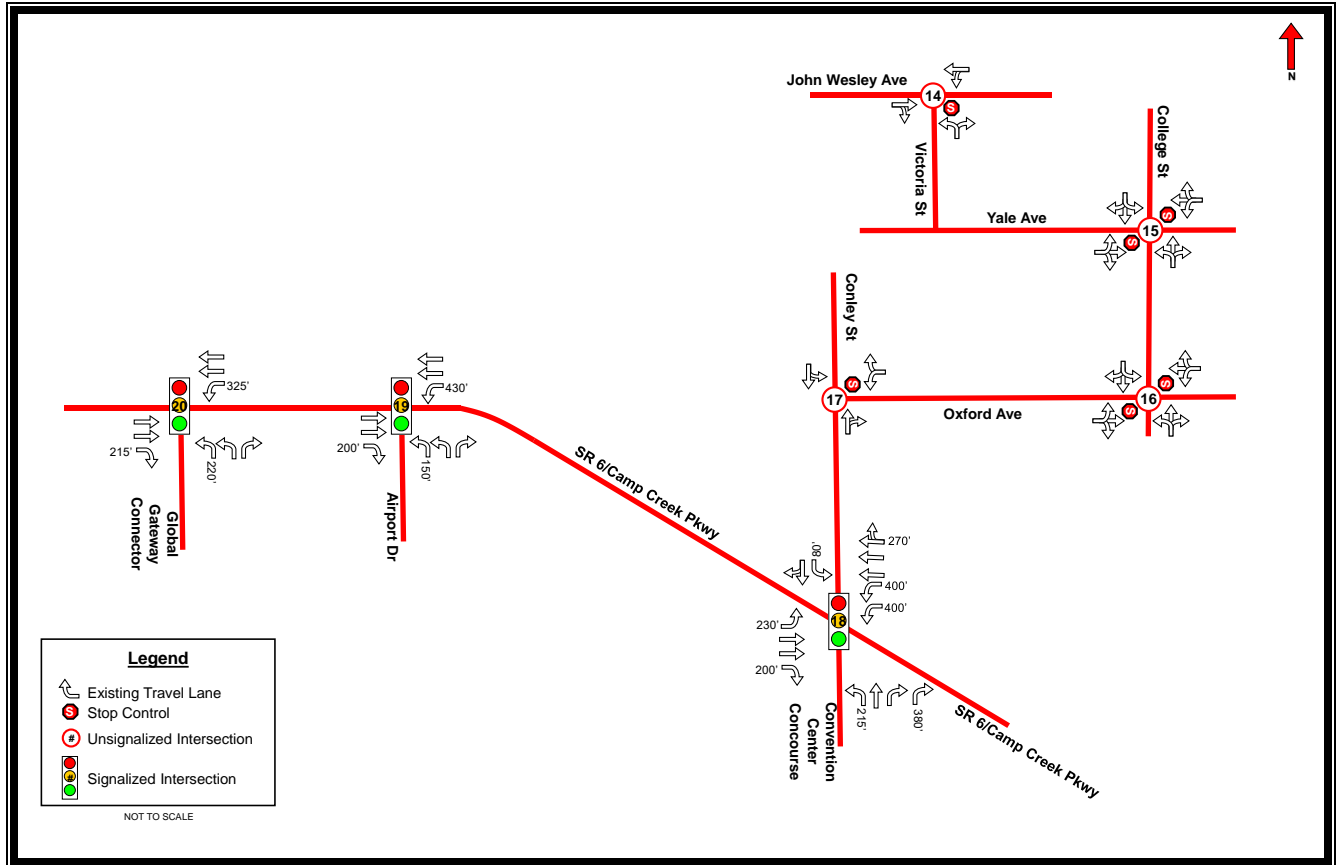 N
John Wesley Ave
14
S
Victoria St
College St
Yale Ave
S
15
S
Conley St
17
S
Oxford Ave
S
16
S
325'
20
215'
220'
Global
Gateway
Connector
430'
19
200'
150'
Airport Dr
SR 6/Camp Creek Pkwy
80'
270'
400'
400'
230'
18
200'
215'
380'
Convention
Center
Concourse
SR 6/Camp Creek Pkwy
Legend
Existing Travel Lane
S Stop Control
# Unsignalized Intersection
# Signalized Intersection
NOT TO SCALE